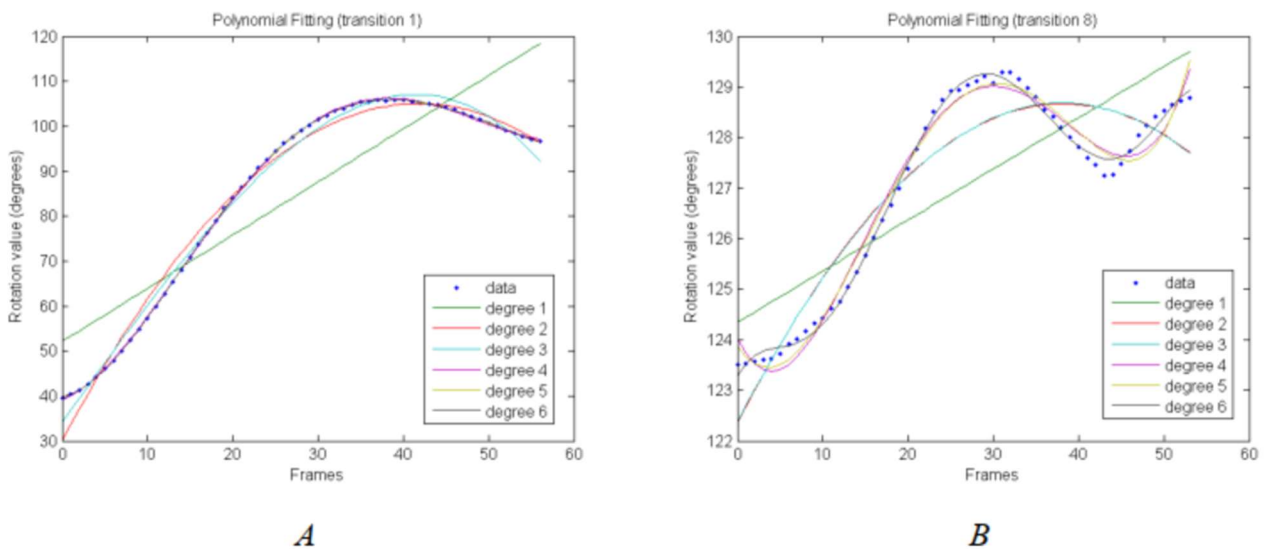 Polynomial Fitting (transition 1)
120
110
100
90
80
70
60
50
40
30
0 10 20 30 40 50 60
Rotation value (degrees)
Frames
data
degree 1
degree 2
degree 3
degree 4
degree 5
degree 6
A
Polynomial Fitting (transition 8)
130
129
128
127
126
125
124
123
122
0 10 20 30 40 50 60
Rotation value (degrees)
Frames
data
degree 1
degree 2
degree 3
degree 4
degree 5
degree 6
B